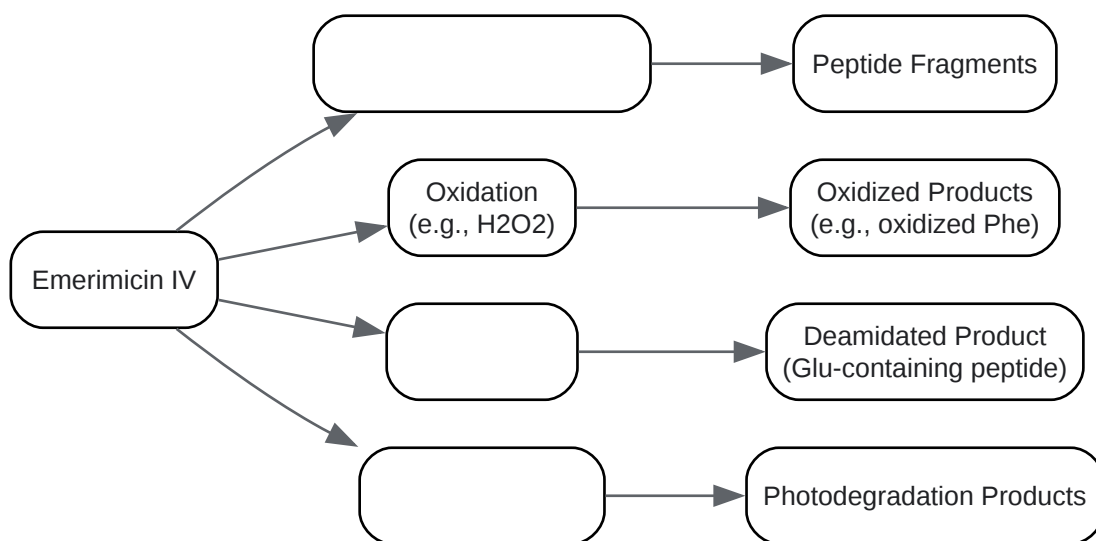 Peptide Fragments
Oxidation
(e.g., H2O2)
Oxidized Products
(e.g., oxidized Phe)
Emerimicin IV
Deamidated Product
(Glu-containing peptide)
Photodegradation Products